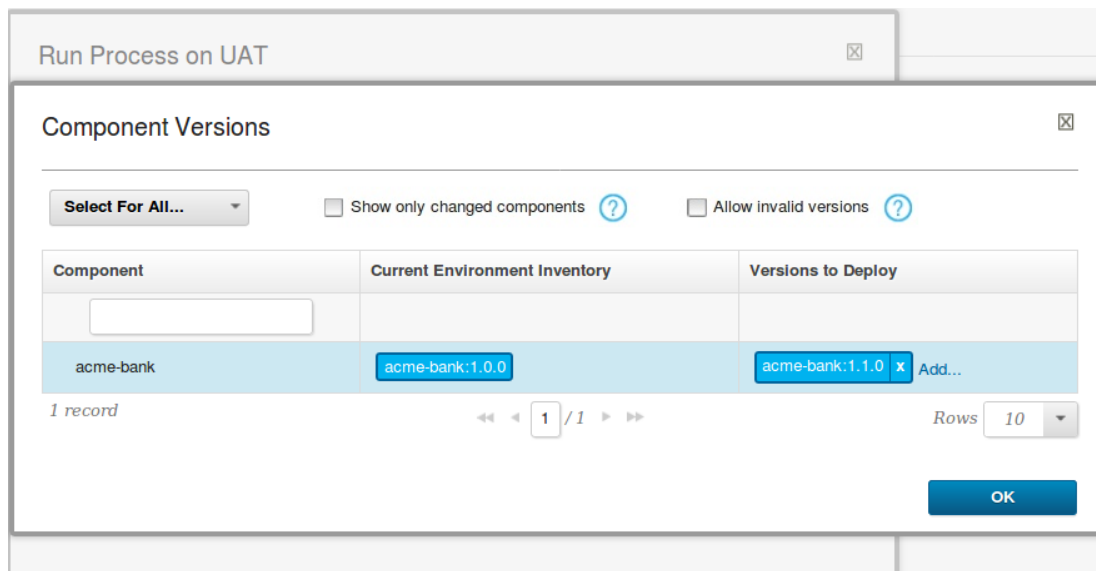 Run Process on UAT
Component Versions
Select For All... Show only changed components ? Allow invalid versions ?
Component Current Environment Inventory Versions to Deploy
acme-bank acme-bank:1.0.0 acme-bank:1.1.0 x Add...
1 record 1 / 1 Rows 10
OK